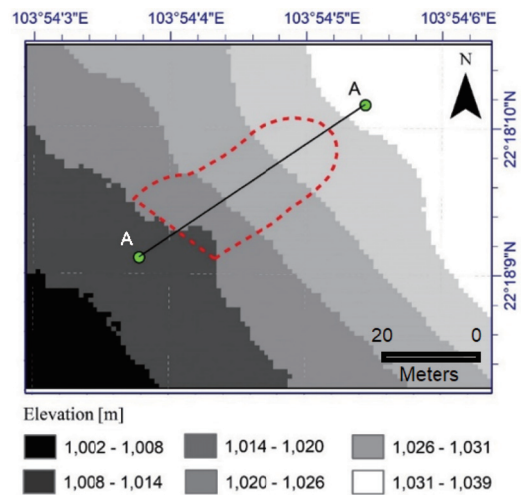 103°54'3"E 103°54'4"E 103°54'5"E 103°54'6"E
N
A
22°18'10"N
A
22°18'9"N
20 0
Meters
Elevation [m]
1,002 - 1,008 1,014 - 1,020 1,026 - 1,031
1,008 - 1,014 1,020 - 1,026 1,031 - 1,039